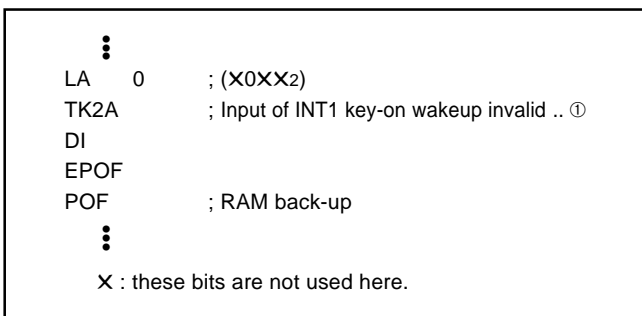 ⋮
LA 0 ; (✕0✕✕2)
TK2A ; Input of INT1 key-on wakeup invalid .. ①
DI
EPOF
POF ; RAM back-up
⋮
✕ : these bits are not used here.